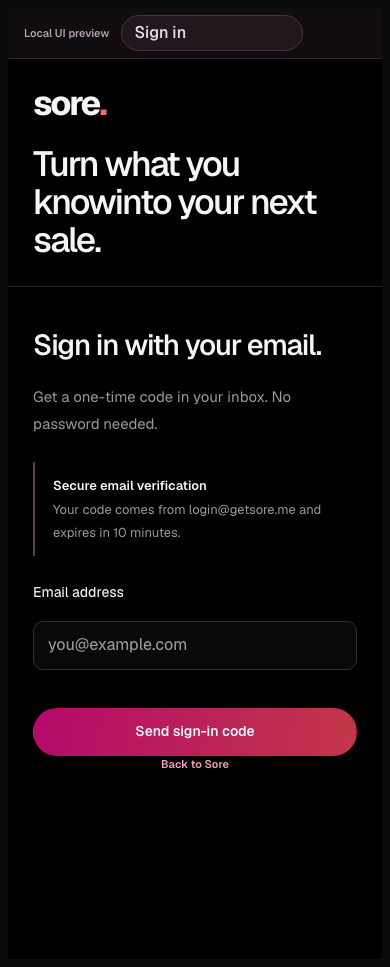 Local UI preview
Sign in
sore.
Turn what you
knowinto your next
sale.
Sign in with your email.
Get a one-time code in your inbox. No
password needed.
Secure email verification
Your code comes from login@getsore.me and
expires in 10 minutes.
Email address
you@example.com
Send sign-in code
Back to Sore